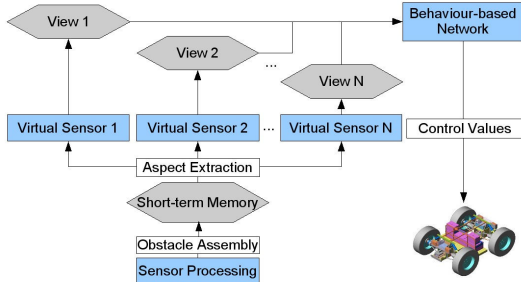 View 1
Behaviour-based
Network
View 2
...
View N
Virtual Sensor 1
Virtual Sensor 2
...
Virtual Sensor N
Control Values
Aspect Extraction
Short-term Memory
Obstacle Assembly
Sensor Processing